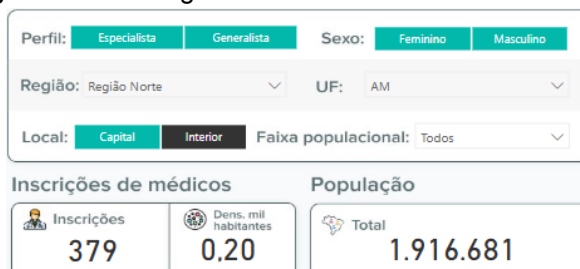 Perfil: Especialista Generalista Sexo: Feminino Masculino
Região: Região Norte UF: AM
Local: Capital Interior Faixa populacional: Todos
Inscrições de médicos População
Inscrições Dens. mil habitantes Total
379 0,20 1.916.681